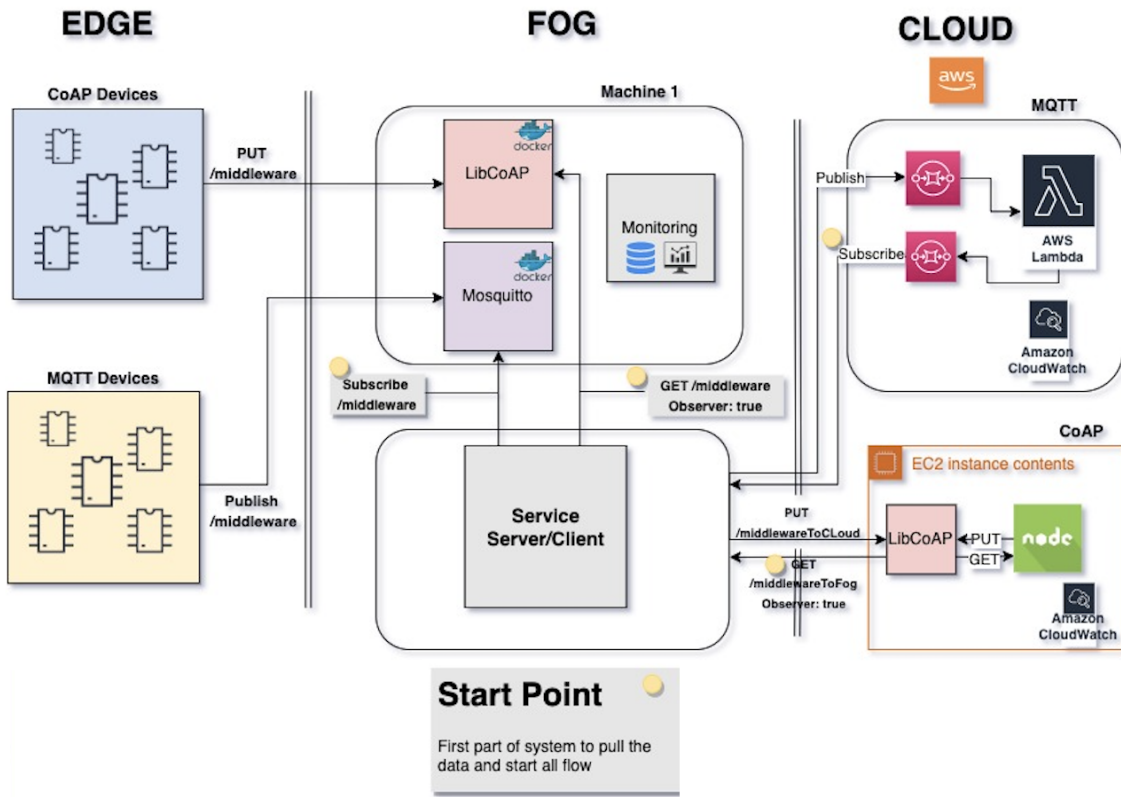 EDGE
FOG
CLOUD
aws
CoAP Devices
Machine 1
MQTT
PUT
/middleware
docker
LibCoAP
Monitoring
docker
Mosquitto
Publish
Subscribe
AWS
Lambda
Amazon
CloudWatch
MQTT Devices
Subscribe
/middleware
GET /middleware
Observer: true
Publish
/middleware
Service
Server/Client
CoAP
EC2 instance contents
PUT
/middlewareToCLoud
GET
/middlewareToFog
Observer: true
LibCoAP
PUT
GET
node
Amazon
CloudWatch
Start Point
First part of system to pull the
data and start all flow